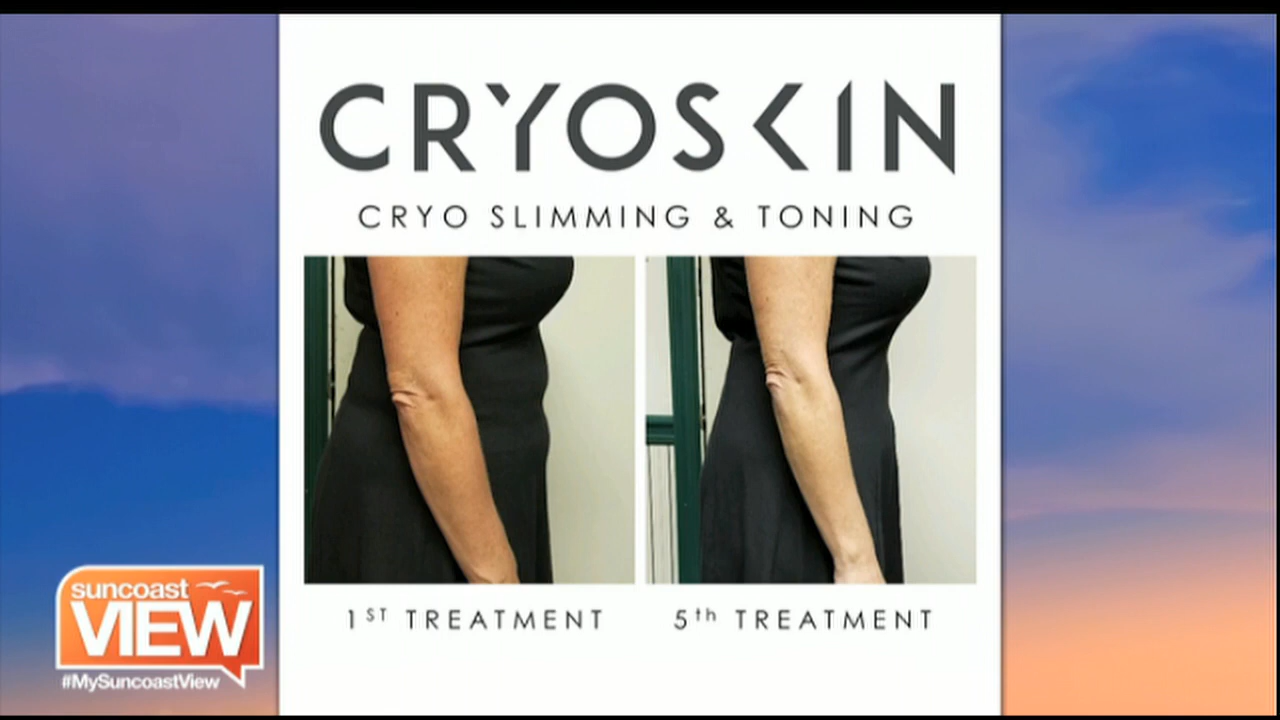 CRYOSKIN
CRYO SLIMMING & TONING
1ST TREATMENT
5th TREATMENT
suncoast
VIEW
#MySuncoastView